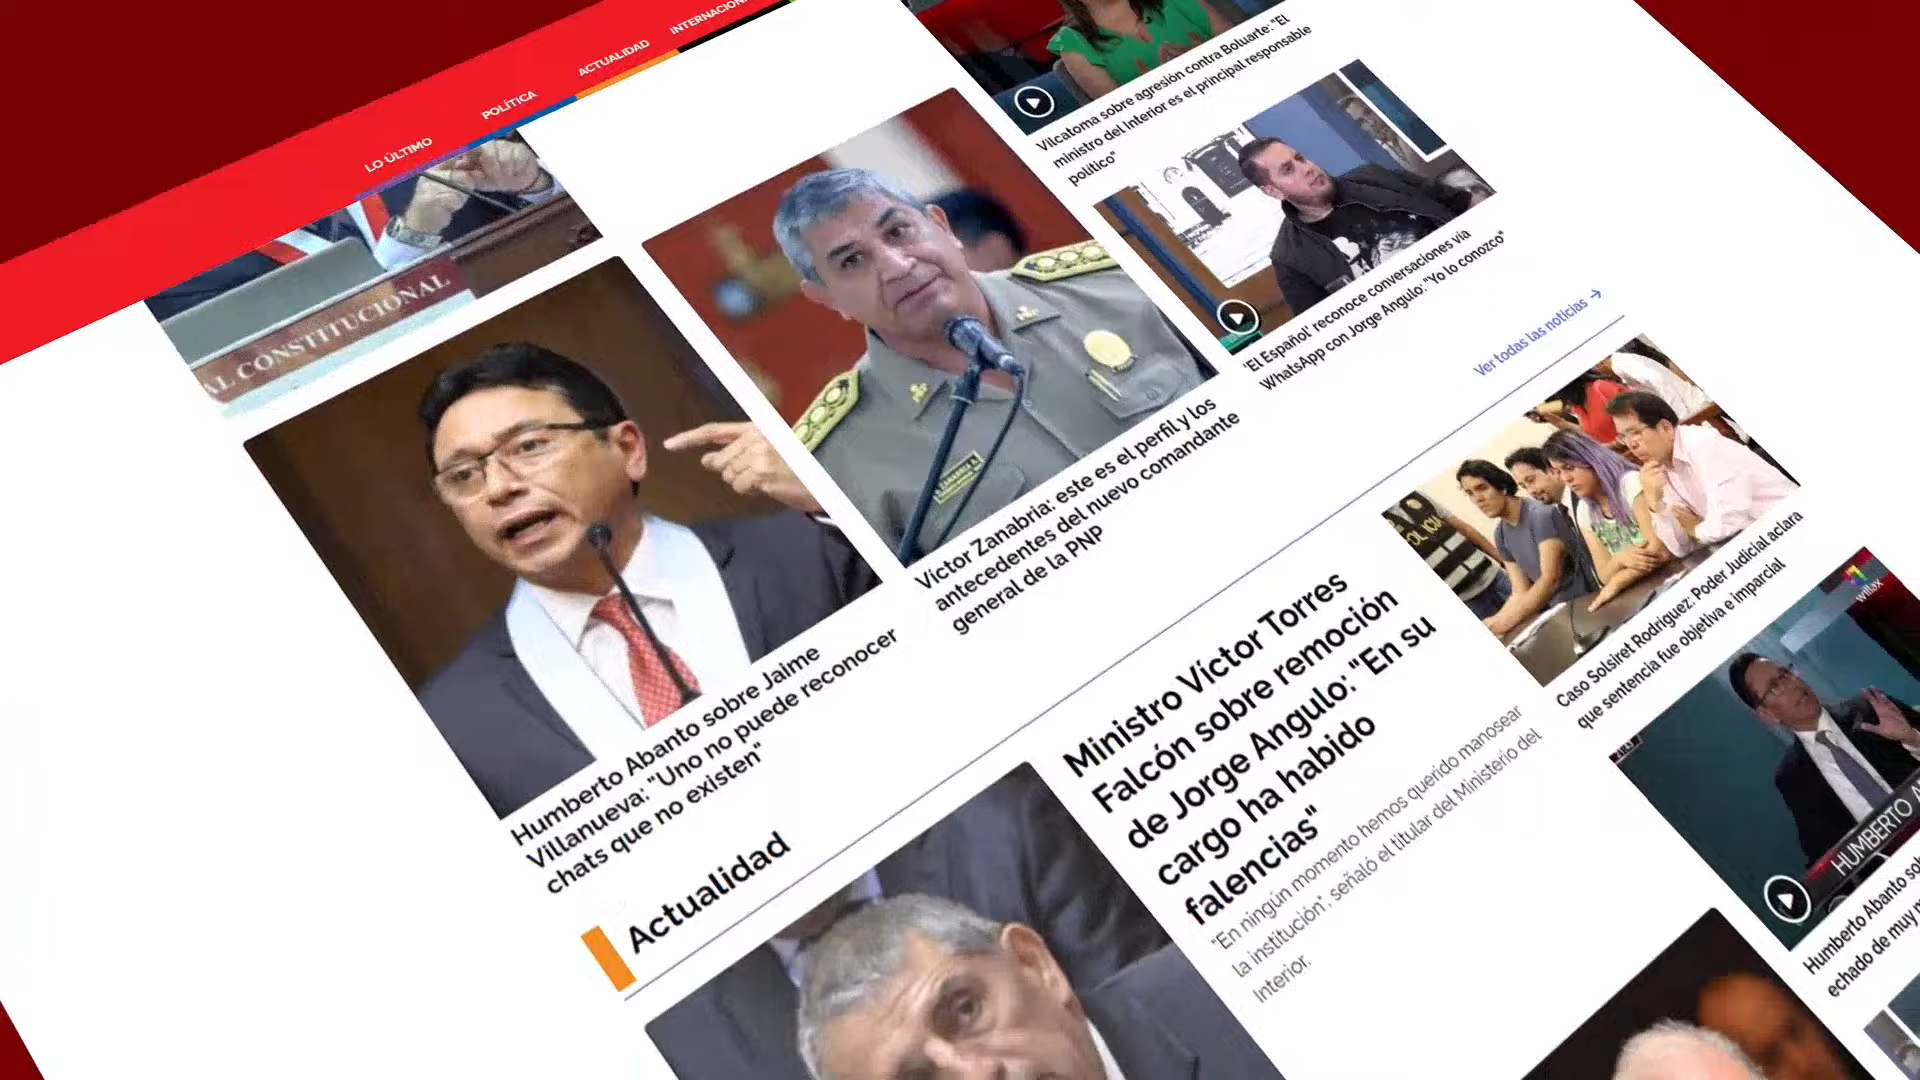 LO ÚLTIMO
POLÍTICA
ACTUALIDAD
AL CONSTITUCIONAL
Humberto Abanto sobre Jaime
Villanueva: "Uno no puede reconocer
chats que no existen"
ZANABRIA A.
Víctor Zanabria: este es el perfil y los
antecedentes del nuevo comandante
general de la PNP
Vilcatoma sobre agresión contra Boluarte: "El
ministro del Interior es el principal responsable
político"
'El Español' reconoce conversaciones vía
WhatsApp con Jorge Angulo: "Yo lo conozco"
Ver todas las noticias →
Actualidad
Ministro Víctor Torres
Falcón sobre remoción
de Jorge Angulo: "En su
cargo ha habido
falencias"
"En ningún momento hemos querido manosear
la institución", señaló el titular del Ministerio del
Interior.
Caso Solsiret Rodríguez: Poder Judicial aclara
que sentencia fue objetiva e imparcial
willax
HUMBERTO A
Humberto Abanto so
echado de muy